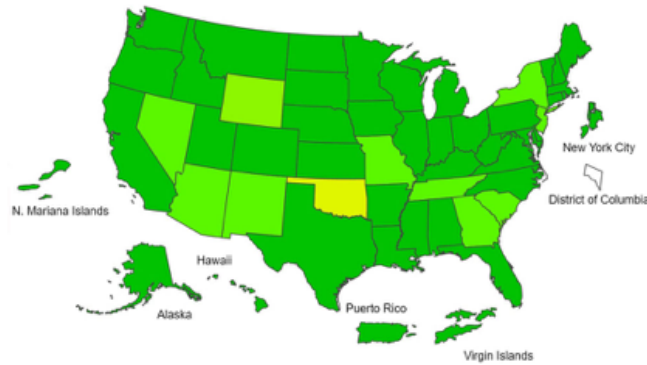 New York City
District of Columbia
N. Mariana Islands
Hawaii
Alaska
Puerto Rico
Virgin Islands